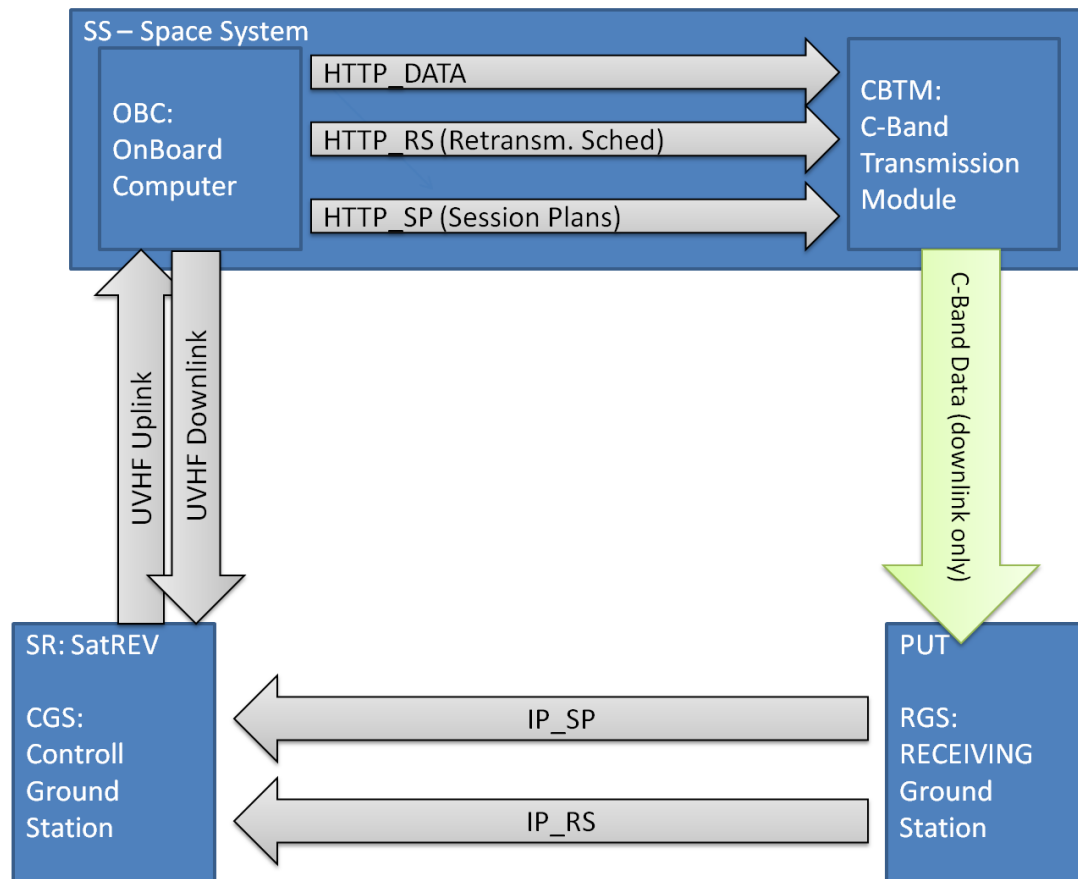 SS – Space System
OBC:
OnBoard
Computer
HTTP_DATA
HTTP_RS (Retransm. Sched)
HTTP_SP (Session Plans)
CBTM:
C-Band
Transmission
Module
UVHF Uplink
UVHF Downlink
C-Band Data (downlink only)
SR: SatREV
CGS:
Controll
Ground
Station
IP_SP
IP_RS
PUT
RGS:
RECEIVING
Ground
Station